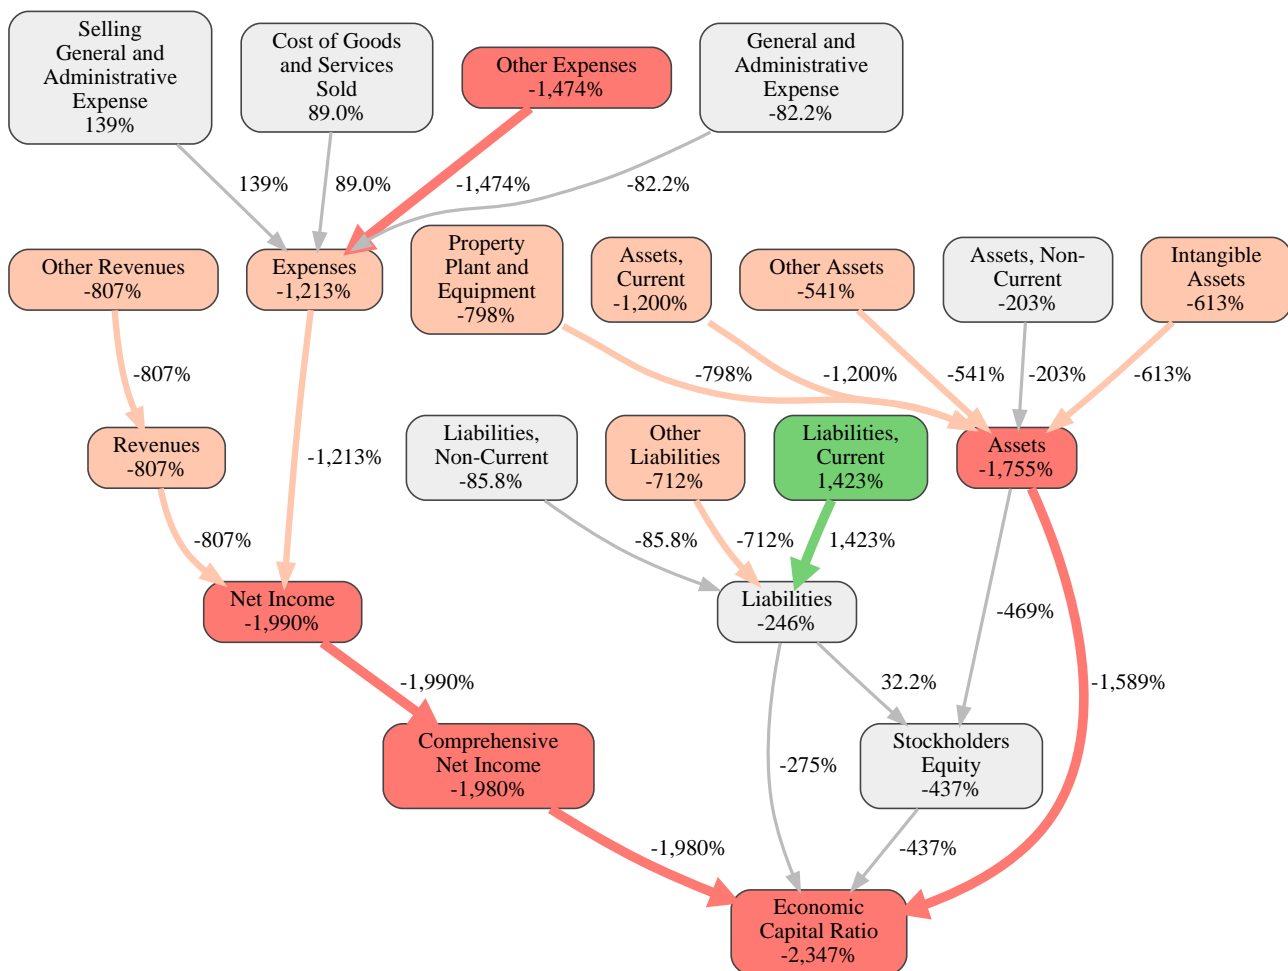 Selling
General and
Administrative
Expense
139%
Cost of Goods
and Services
Sold
89.0%
Other Expenses
-1,474%
General and
Administrative
Expense
-82.2%
139%
89.0%
-1,474%
-82.2%
Other Revenues
-807%
Expenses
-1,213%
Property
Plant and
Equipment
-798%
Assets,
Current
-1,200%
Other Assets
-541%
Assets, Non-
Current
-203%
Intangible
Assets
-613%
-807%
-798%
-1,200%
-541%
-203%
-613%
Revenues
-807%
-1,213%
Liabilities,
Non-Current
-85.8%
Other
Liabilities
-712%
Liabilities,
Current
1,423%
Assets
-1,755%
-807%
-85.8%
-712%
1,423%
Net Income
-1,990%
Liabilities
-246%
-469%
-1,990%
32.2%
-1,589%
Comprehensive
Net Income
-1,980%
-275%
Stockholders
Equity
-437%
-1,980%
-437%
Economic
Capital Ratio
-2,347%